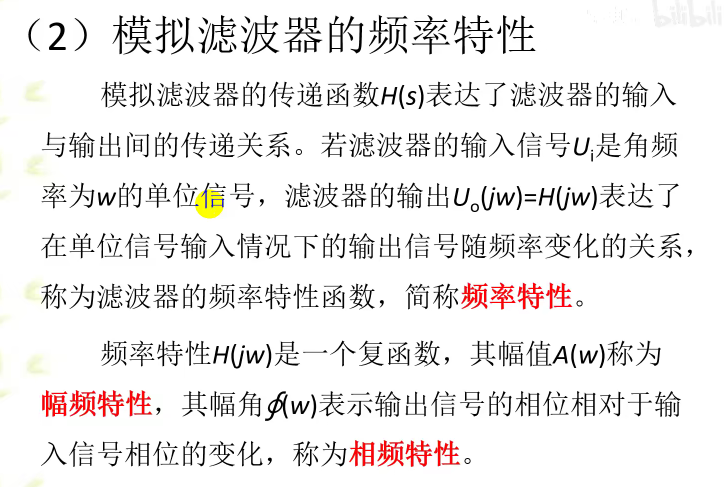 （2）模拟滤波器的频率特性
bilibili
模拟滤波器的传递函数H(s)表达了滤波器的输入
与输出间的传递关系。若滤波器的输入信号Ui是角频
率为w的单位信号，滤波器的输出Uo(jw)=H(jw)表达了
在单位信号输入情况下的输出信号随频率变化的关系，
称为滤波器的频率特性函数，简称频率特性。
频率特性H(jw)是一个复函数，其幅值A(w)称为
幅频特性，其幅角∮(w)表示输出信号的相位相对于输
入信号相位的变化，称为相频特性。